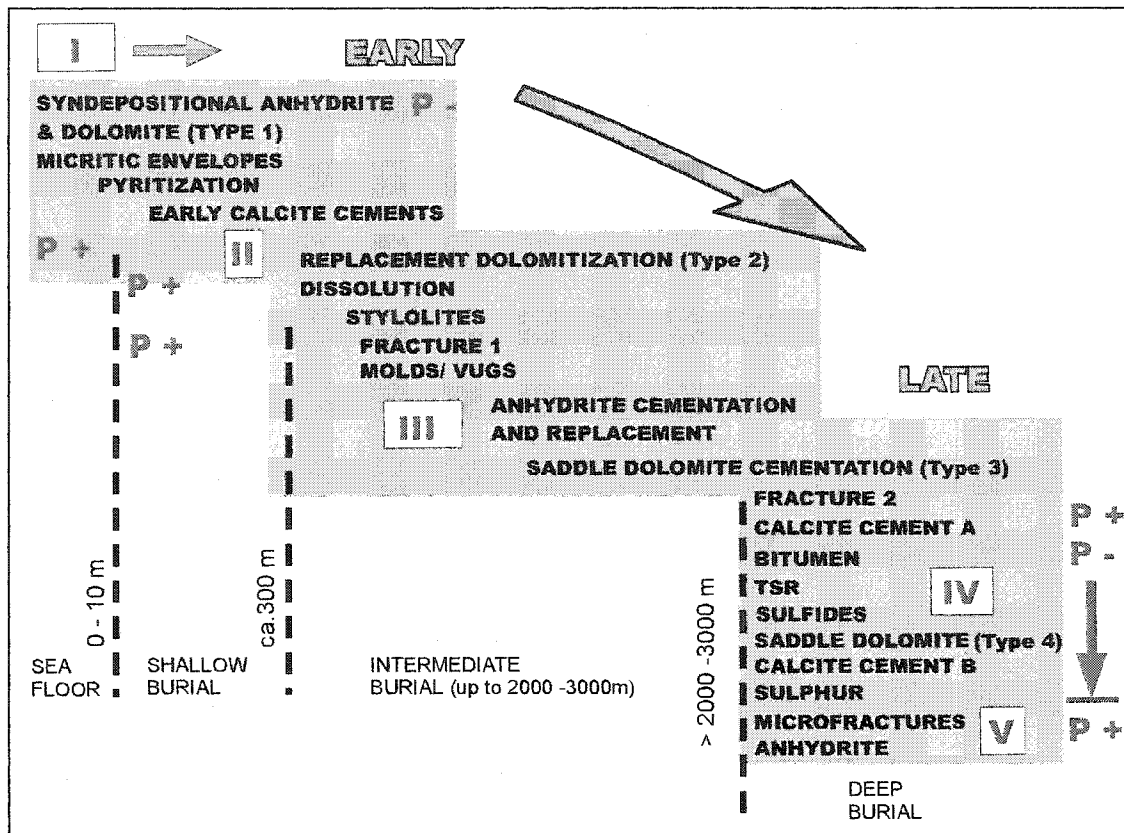 I
EARLY
SYNDEPOSITIONAL ANHYDRITE P -
& DOLOMITE (TYPE 1)
MICRITIC ENVELOPES
PYRITIZATION
EARLY CALCITE CEMENTS
P +
II
REPLACEMENT DOLOMITIZATION (Type 2)
P +
DISSOLUTION
STYLOLITES
P +
FRACTURE 1
MOLDS/ VUGS
LATE
III
ANHYDRITE CEMENTATION
AND REPLACEMENT
SADDLE DOLOMITE CEMENTATION (Type 3)
FRACTURE 2
P +
CALCITE CEMENT A
P -
BITUMEN
TSR
IV
SULFIDES
SADDLE DOLOMITE (Type 4)
CALCITE CEMENT B
SULPHUR
MICROFRACTURES
V
P +
ANHYDRITE
0 - 10 m
ca.300 m
> 2000 -3000 m
SEA
FLOOR
SHALLOW
BURIAL
INTERMEDIATE
BURIAL (up to 2000 -3000m)
DEEP
BURIAL